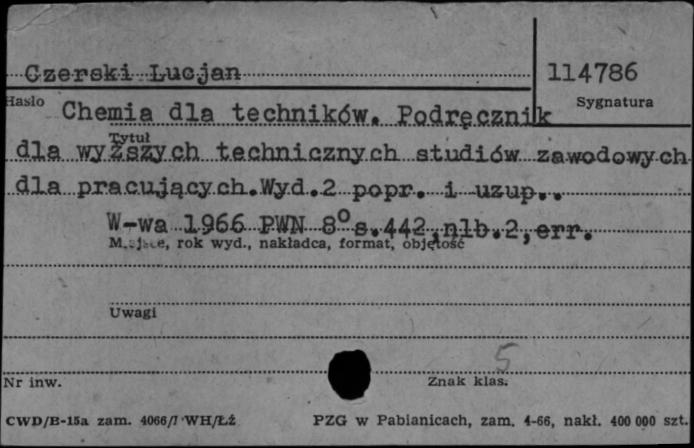 Czerski Lucjan
114786
Hasło
Sygnatura
Chemia dla techników. Podręcznik
Tytuł
dla wyższych technicznych studiów zawodowych
dla pracujących.Wyd.2 popr. i uzup..
W-wa 1966 PWN 8° s.442,nlb.2,err.
Miejsce, rok wyd., nakładca, format, objętość
Uwagi
5
Nr inw.
Znak klas.
CWD/B-15a zam. 4066/I WH/Łż
PZG w Pabianicach, zam. 4-66, nakł. 400 000 szt.